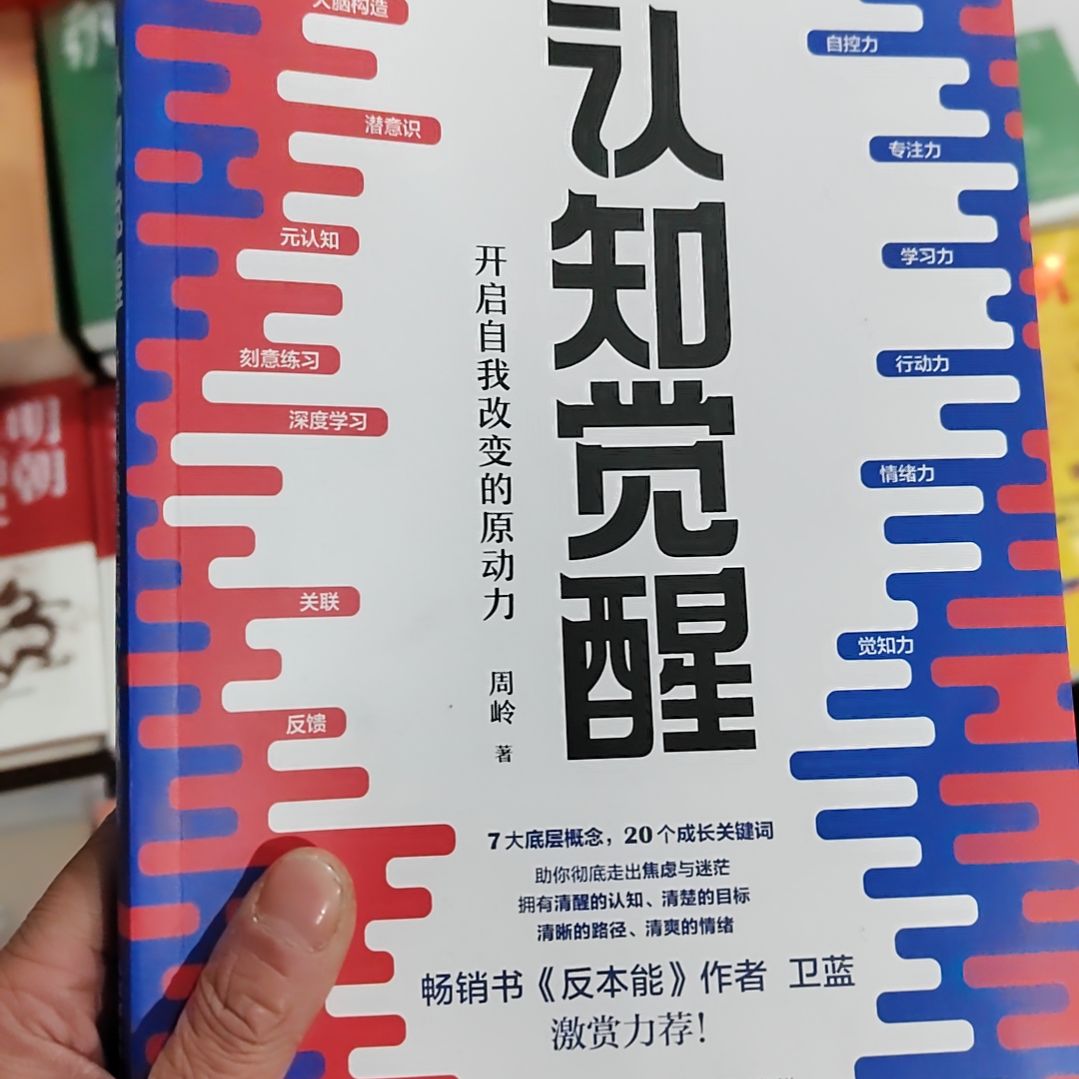 认知觉醒
开启自我改变的原动力
周岭 著
大脑构造
潜意识
元认知
刻意练习
深度学习
关联
反馈
自控力
专注力
学习力
行动力
情绪力
觉知力
7大底层概念，20个成长关键词
助你彻底走出焦虑与迷茫
拥有清醒的认知、清楚的目标
清晰的路径、清爽的情绪
畅销书《反本能》作者 卫蓝
激赏力荐！
明朝